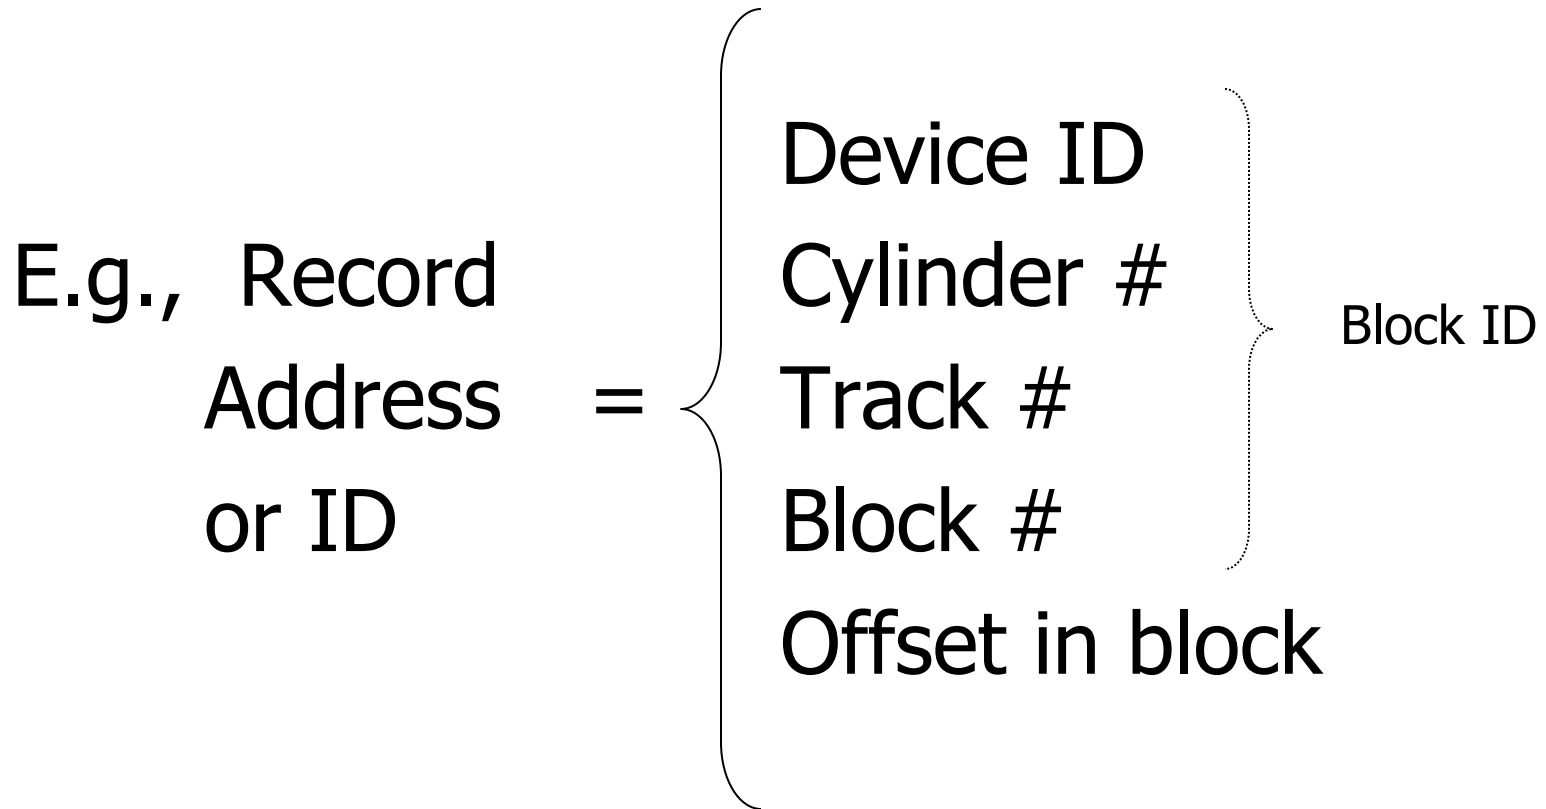 E.g., Record
Address =
or ID
Device ID
Cylinder #
Track #
Block #
Offset in block
Block ID